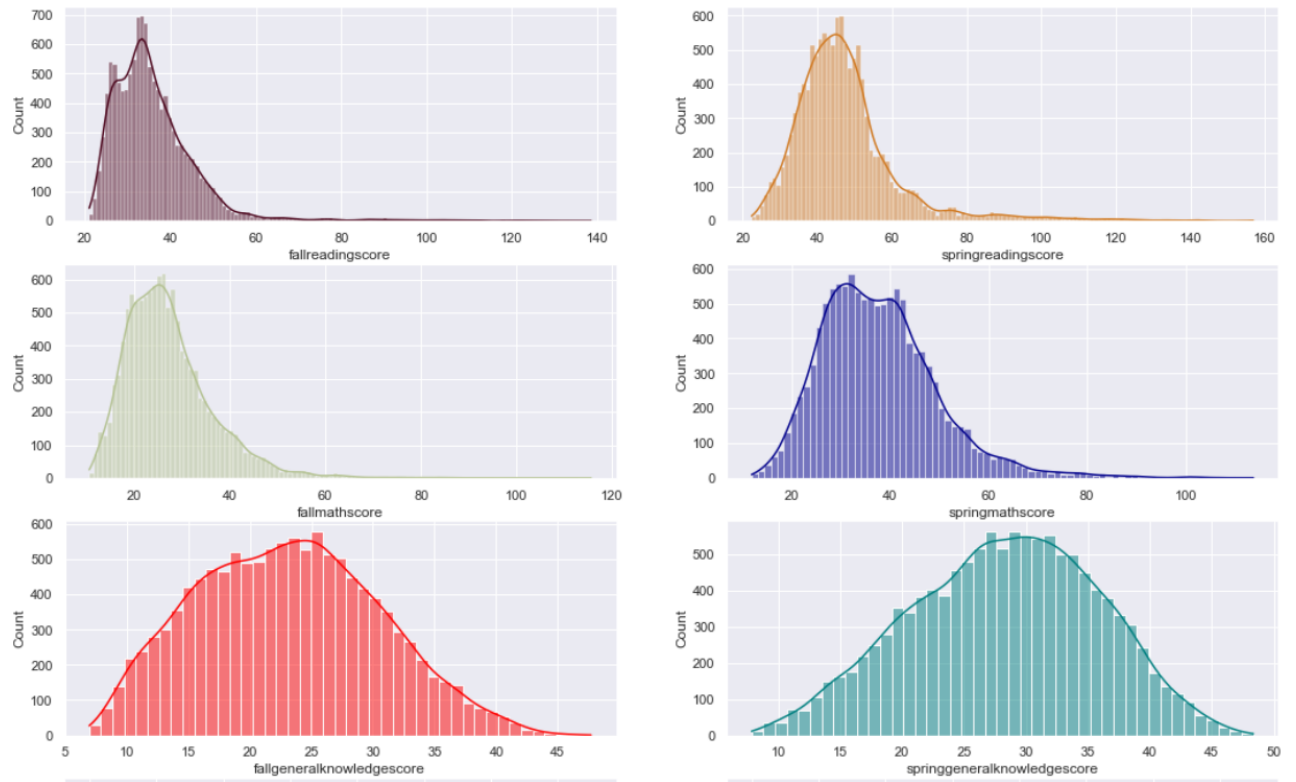 700
600
500
400
300
200
100
0
Count
20 40 60 80 100 120 140
fallreadingscore
600
500
400
300
200
100
0
Count
20 40 60 80 100 120 140 160
springreadingscore
600
500
400
300
200
100
0
Count
20 40 60 80 100 120
fallmathscore
600
500
400
300
200
100
0
Count
20 40 60 80 100
springmathscore
600
500
400
300
200
100
0
Count
5 10 15 20 25 30 35 40 45
fallgeneralknowledgescore
500
400
300
200
100
0
Count
10 15 20 25 30 35 40 45 50
springgeneralknowledgescore